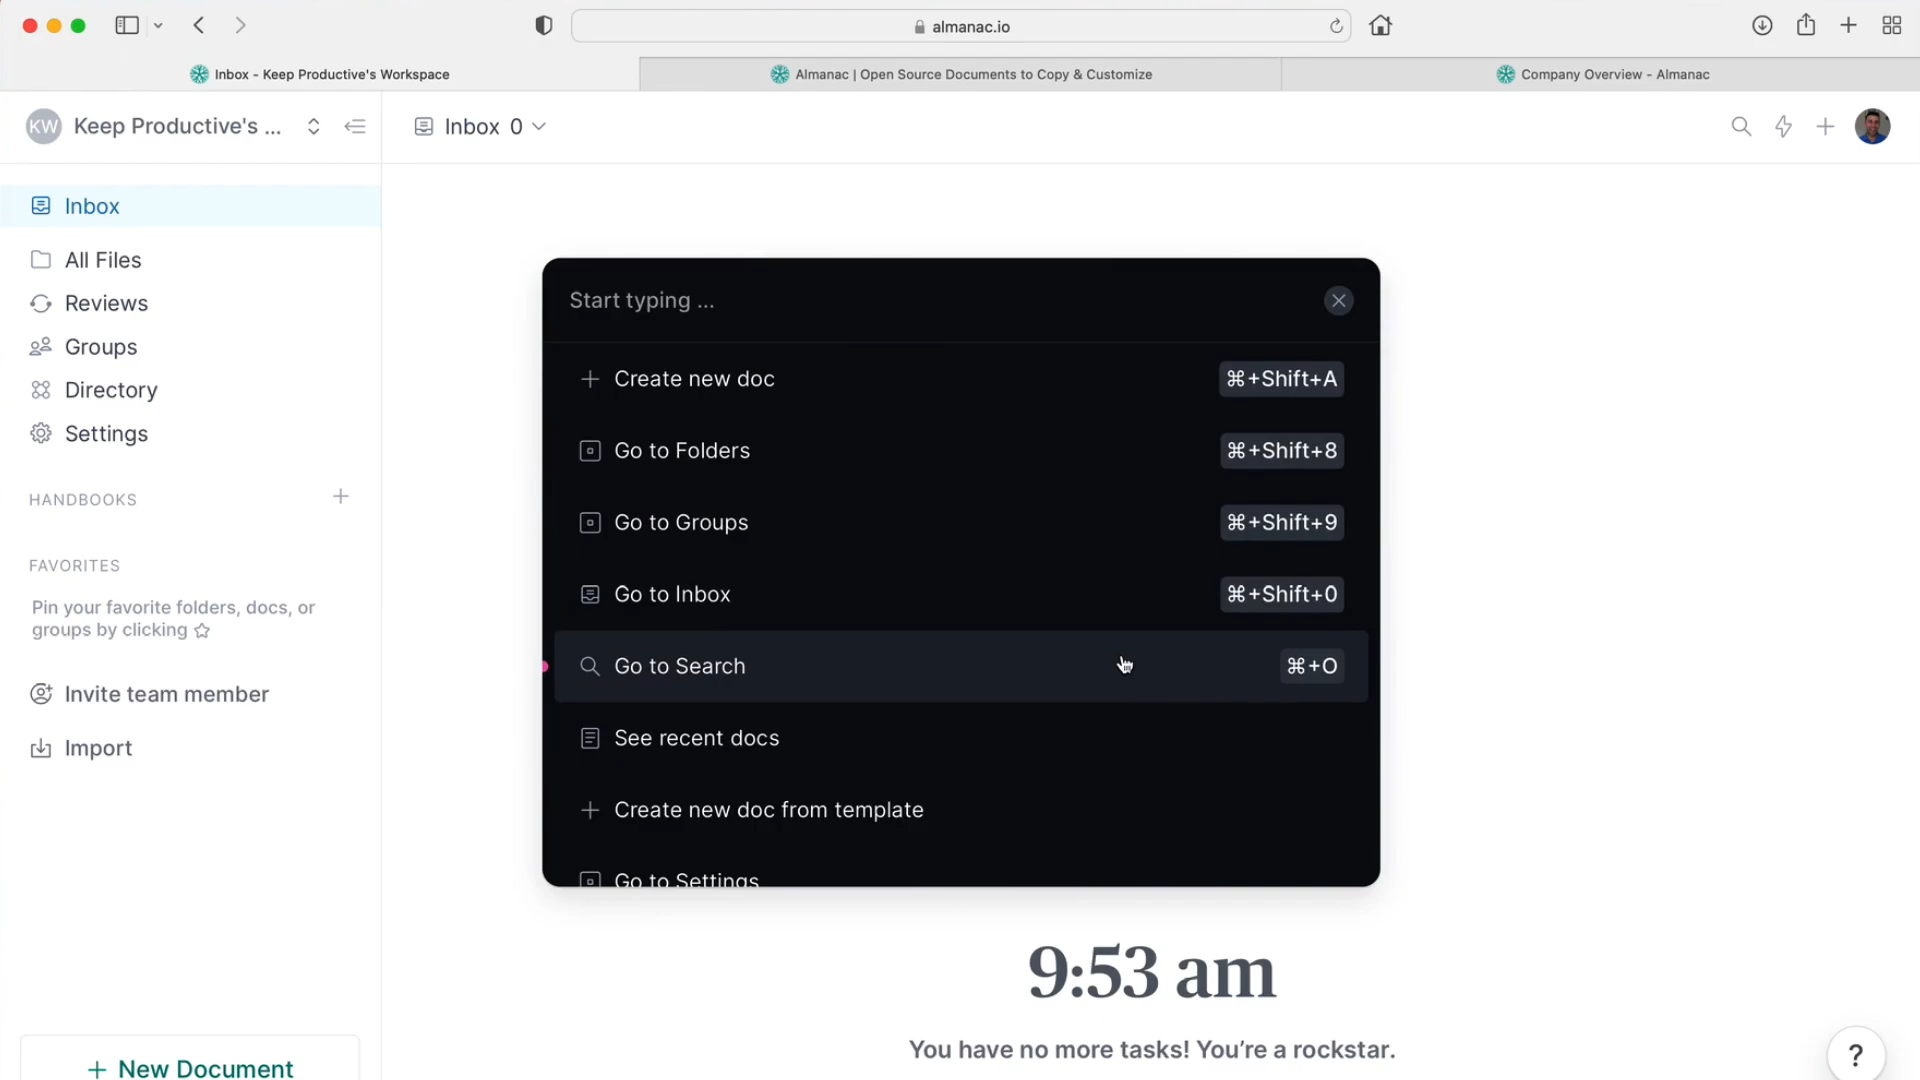 almanac.io
Inbox - Keep Productive's Workspace
Almanac | Open Source Documents to Copy & Customize
Company Overview - Almanac
KW
Keep Productive's ...
Inbox 0
Inbox
All Files
Reviews
Groups
Directory
Settings
HANDBOOKS
FAVORITES
Pin your favorite folders, docs, or
groups by clicking ☆
Invite team member
Import
+ New Document
Start typing ...
Create new doc ⌘+Shift+A
Go to Folders ⌘+Shift+8
Go to Groups ⌘+Shift+9
Go to Inbox ⌘+Shift+0
Go to Search ⌘+O
See recent docs
Create new doc from template
Go to Settings
9:53 am
You have no more tasks! You're a rockstar.
?